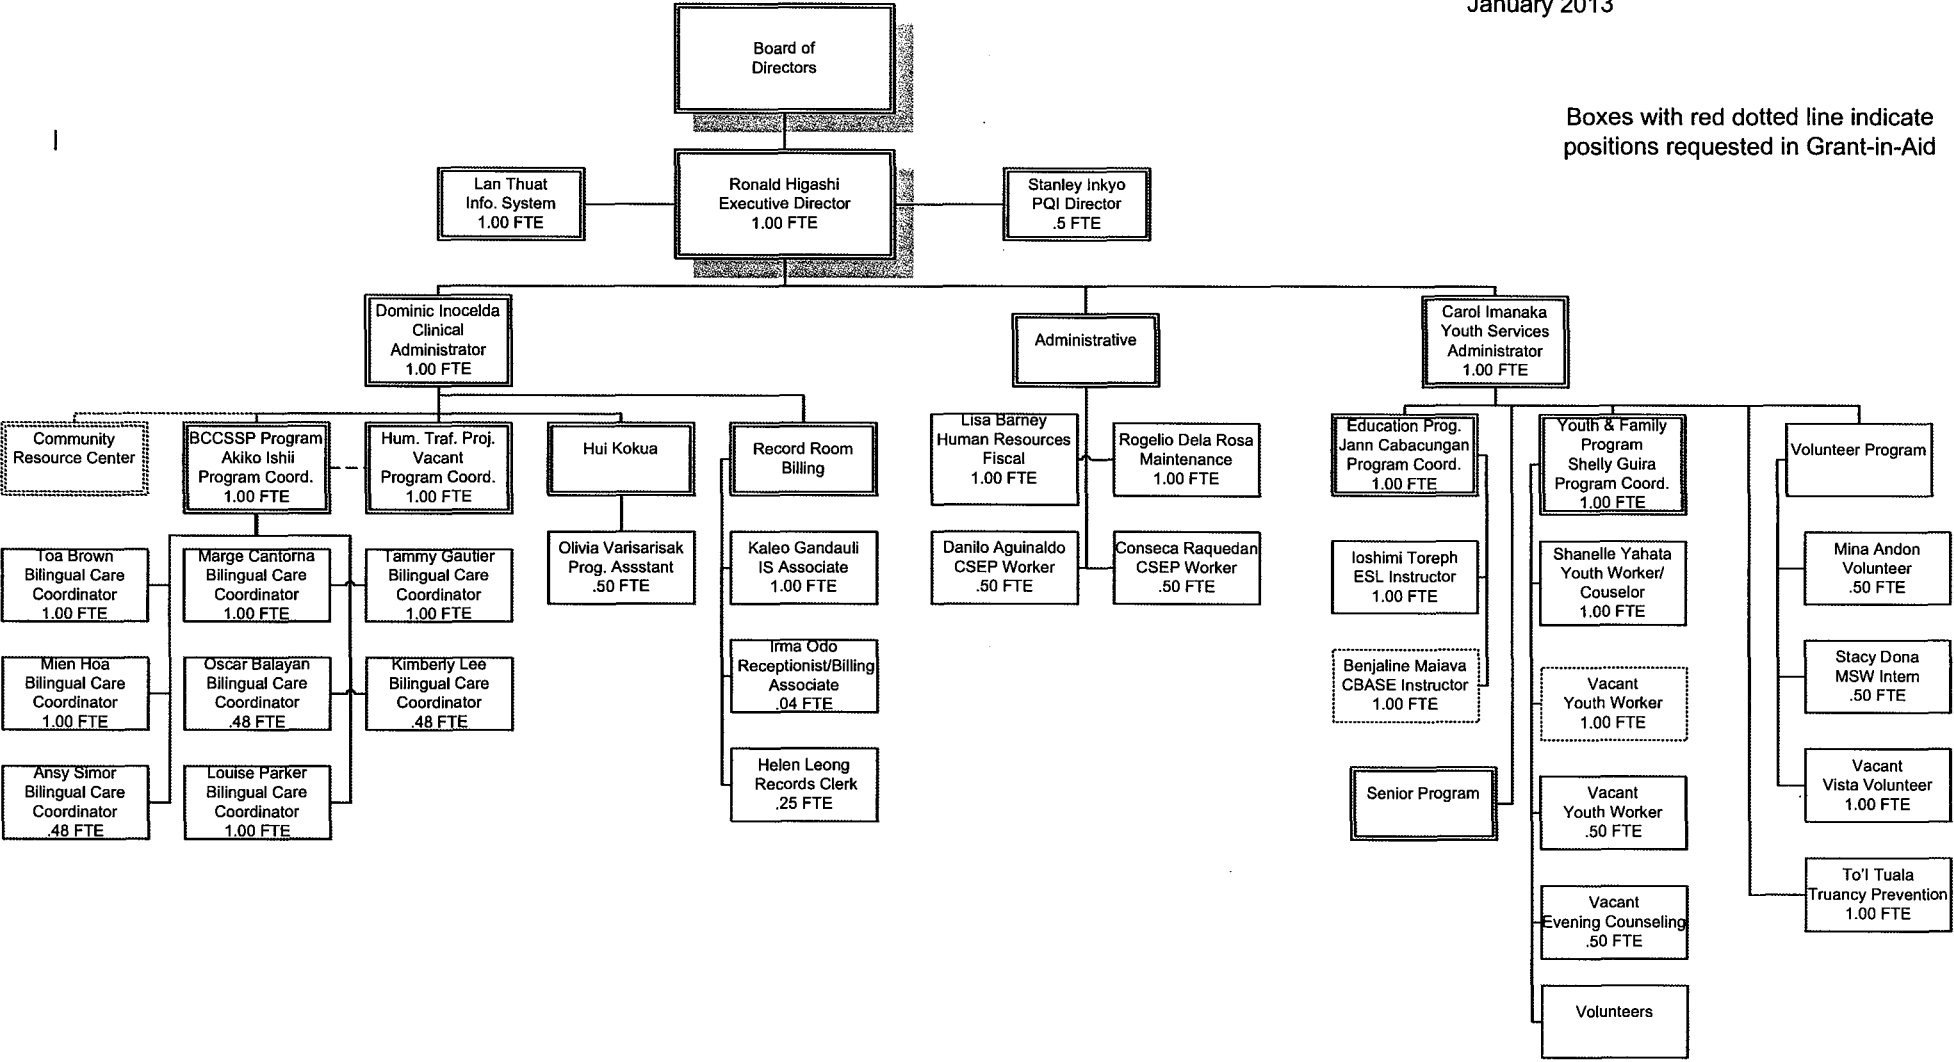 January 2013
Board of
Directors
Boxes with red dotted line indicate
positions requested in Grant-in-Aid
Lan Thuat
Info. System
1.00 FTE
Ronald Higashi
Executive Director
1.00 FTE
Stanley Inkyo
PQI Director
.5 FTE
Dominic Inocelda
Clinical
Administrator
1.00 FTE
Administrative
Carol Imanaka
Youth Services
Administrator
1.00 FTE
Community
Resource Center
BCCSSP Program
Akiko Ishii
Program Coord.
1.00 FTE
Hum. Traf. Proj.
Vacant
Program Coord.
1.00 FTE
Hui Kokua
Record Room
Billing
Lisa Barney
Human Resources
Fiscal
1.00 FTE
Rogelio Dela Rosa
Maintenance
1.00 FTE
Education Prog.
Jann Cabacungan
Program Coord.
1.00 FTE
Youth & Family
Program
Shelly Guira
Program Coord.
1.00 FTE
Volunteer Program
Toa Brown
Bilingual Care
Coordinator
1.00 FTE
Marge Cantorna
Bilingual Care
Coordinator
1.00 FTE
Tammy Gautier
Bilingual Care
Coordinator
1.00 FTE
Olivia Varisarisak
Prog. Assstant
.50 FTE
Kaleo Gandauli
IS Associate
1.00 FTE
Danilo Aguinaldo
CSEP Worker
.50 FTE
Conseca Raquedan
CSEP Worker
.50 FTE
Ioshimi Toreph
ESL Instructor
1.00 FTE
Shanelle Yahata
Youth Worker/
Couselor
1.00 FTE
Mina Andon
Volunteer
.50 FTE
Mien Hoa
Bilingual Care
Coordinator
1.00 FTE
Oscar Balayan
Bilingual Care
Coordinator
.48 FTE
Kimberly Lee
Bilingual Care
Coordinator
.48 FTE
Irma Odo
Receptionist/Billing
Associate
.04 FTE
Benjaline Maiava
CBASE Instructor
1.00 FTE
Vacant
Youth Worker
1.00 FTE
Stacy Dona
MSW Intern
.50 FTE
Ansy Simor
Bilingual Care
Coordinator
.48 FTE
Louise Parker
Bilingual Care
Coordinator
1.00 FTE
Helen Leong
Records Clerk
.25 FTE
Senior Program
Vacant
Youth Worker
.50 FTE
Vacant
Vista Volunteer
1.00 FTE
Vacant
Evening Counseling
.50 FTE
To'l Tuala
Truancy Prevention
1.00 FTE
Volunteers